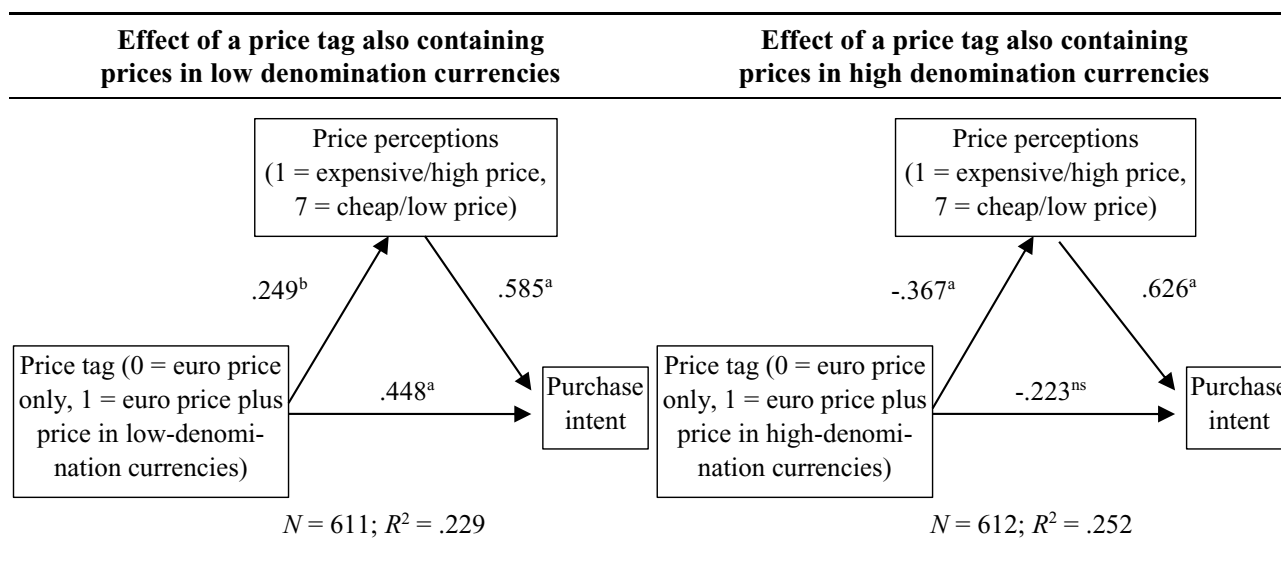 Effect of a price tag also containing
prices in low denomination currencies
Effect of a price tag also containing
prices in high denomination currencies
Price perceptions
(1 = expensive/high price,
7 = cheap/low price)
.249ᵇ
.585ᵃ
Price tag (0 = euro price
only, 1 = euro price plus
price in low-denomi-
nation currencies)
.448ᵃ
Purchase
intent
N = 611; R² = .229
Price perceptions
(1 = expensive/high price,
7 = cheap/low price)
-.367ᵃ
.626ᵃ
Price tag (0 = euro price
only, 1 = euro price plus
price in high-denomi-
nation currencies)
-.223ⁿˢ
Purchase
intent
N = 612; R² = .252